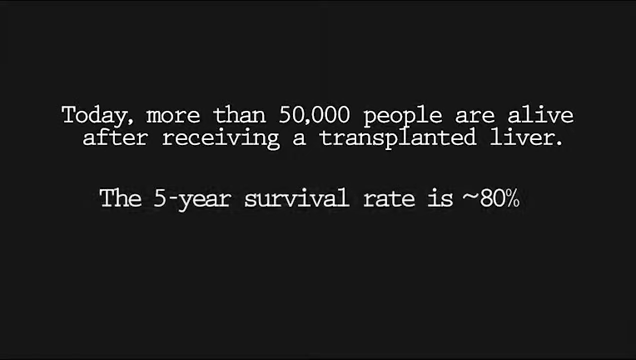 Today, more than 50,000 people are alive
after receiving a transplanted liver.
The 5-year survival rate is ~80%